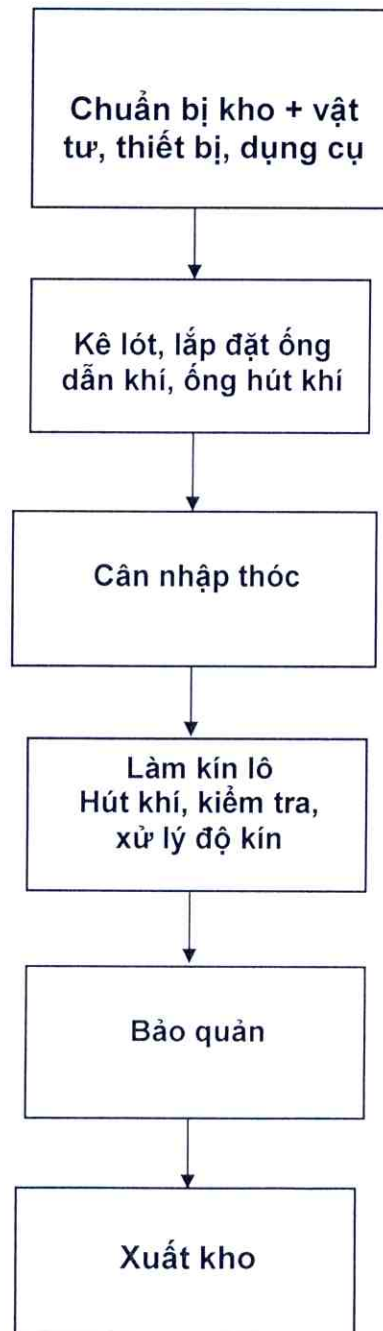 Chuẩn bị kho + vật
tư, thiết bị, dụng cụ
Kê lót, lắp đặt ống
dẫn khí, ống hút khí
Cân nhập thóc
Làm kín lô
Hút khí, kiểm tra,
xử lý độ kín
Bảo quản
Xuất kho